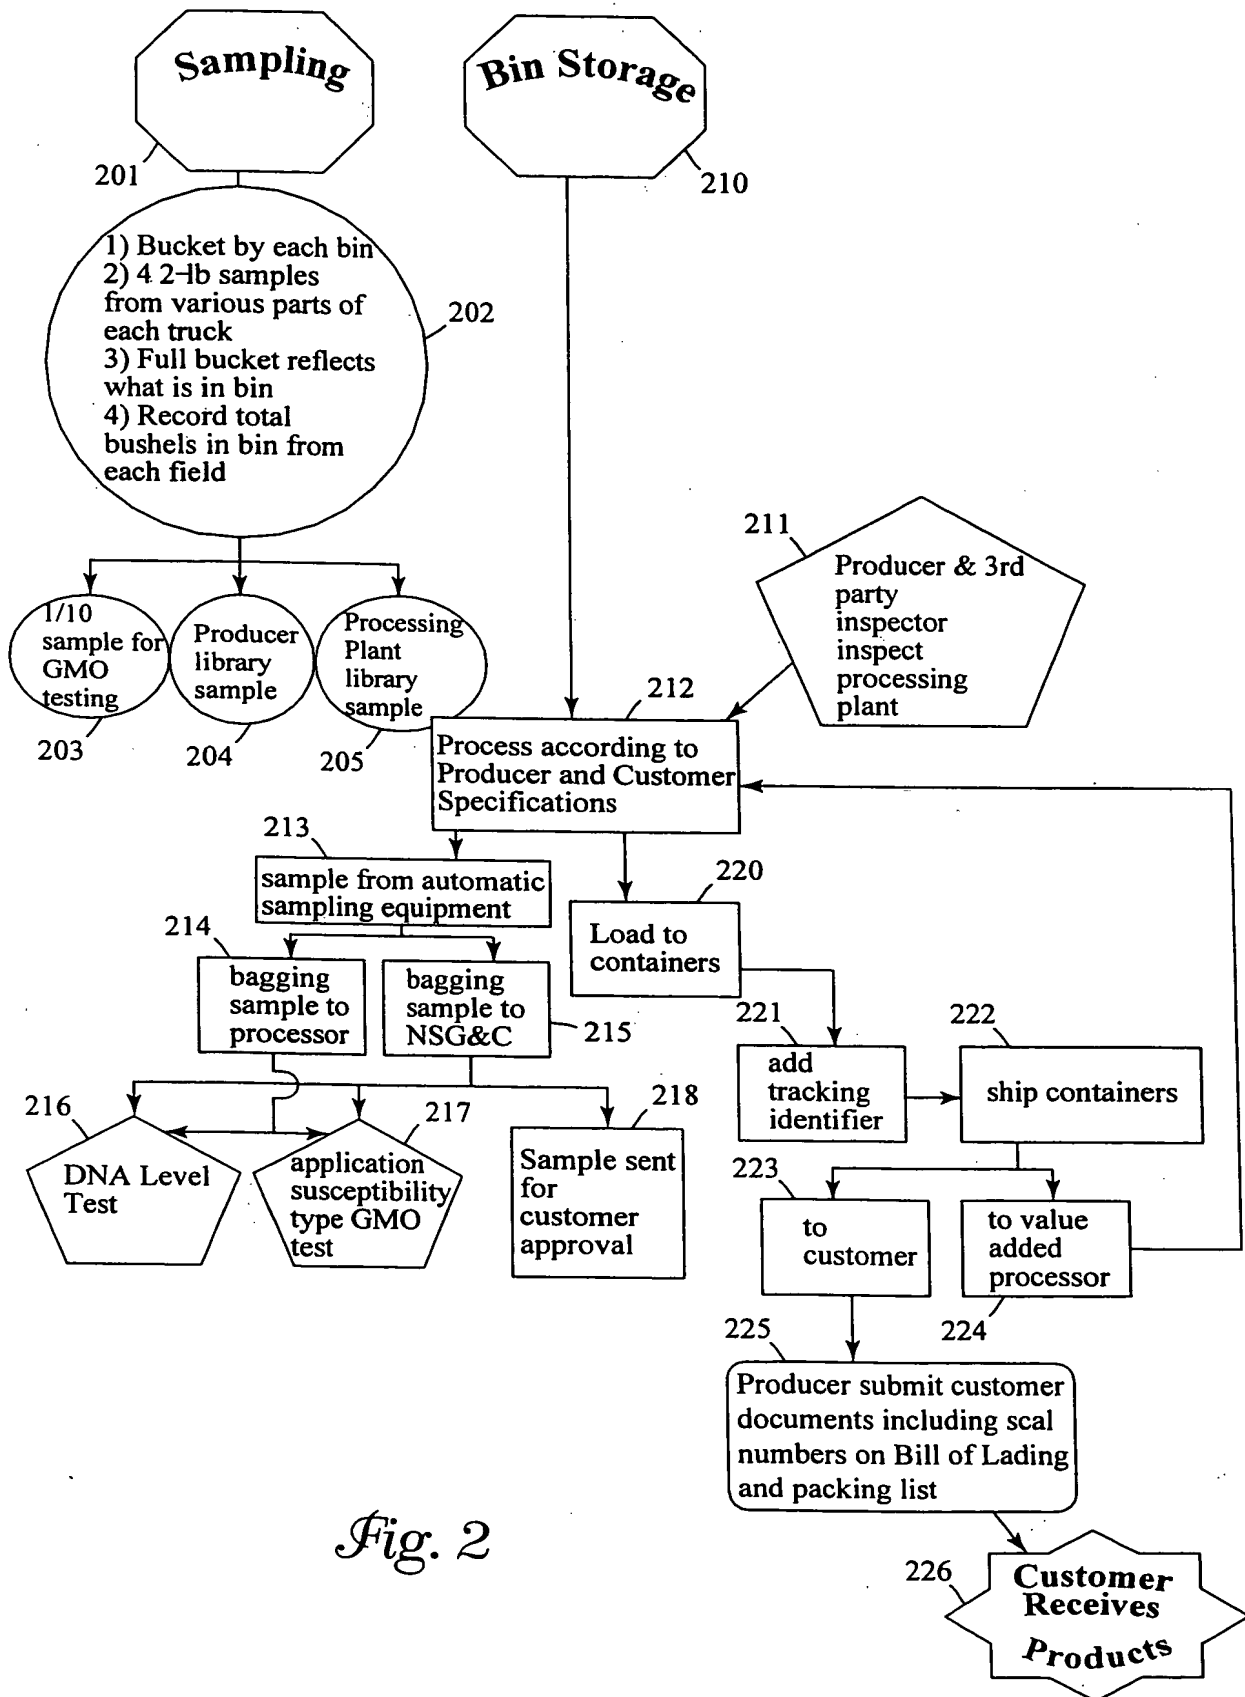 Sampling
Bin Storage
201
210
1) Bucket by each bin
2) 4 2-lb samples
from various parts of
each truck
3) Full bucket reflects
what is in bin
4) Record total
bushels in bin from
each field
202
211
Producer & 3rd
party
inspector
inspect
processing
plant
1/10
sample for
GMO
testing
203
Producer
library
sample
204
Processing
Plant
library
sample
205
212
Process according to
Producer and Customer
Specifications
213
sample from automatic
sampling equipment
220
Load to
containers
214
bagging
sample to
processor
bagging
sample to
NSG&C
215
221
add
tracking
identifier
222
ship containers
216
DNA Level
Test
217
application
susceptibility
type GMO
test
218
Sample sent
for
customer
approval
223
to
customer
to value
added
processor
224
225
Producer submit customer
documents including scal
numbers on Bill of Lading
and packing list
226
Customer
Receives
Products
Fig. 2